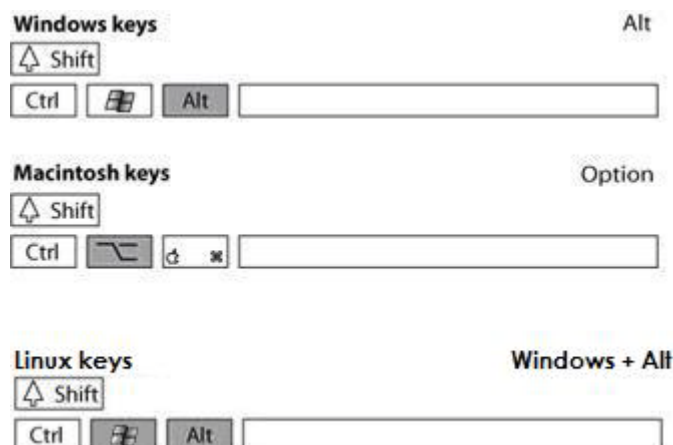 Windows keys Alt
Shift
Ctrl Alt
Macintosh keys Option
Shift
Ctrl ⌥ ⌘
Linux keys Windows + Alt
Shift
Ctrl Alt